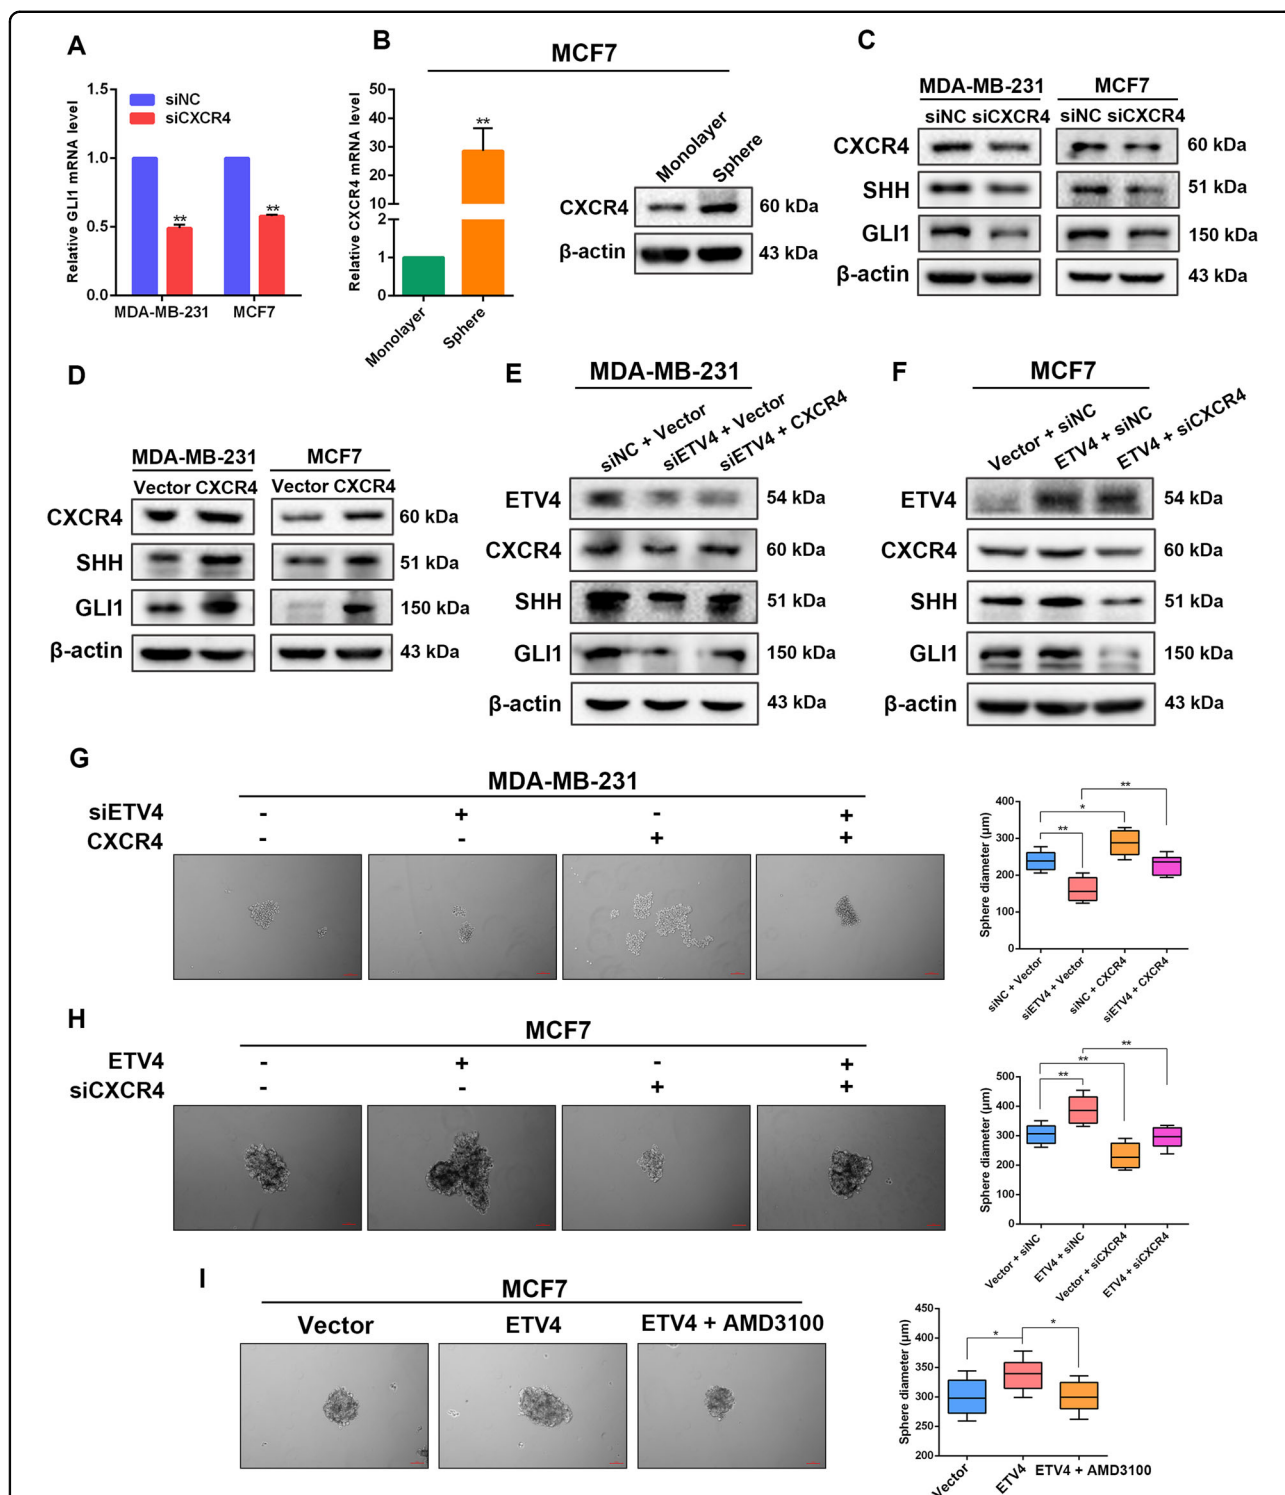 A
Relative GLI1 mRNA level
1.5
1.0
0.5
0.0
siNC
siCXCR4
**
**
MDA-MB-231
MCF7
B
MCF7
Relative CXCR4 mRNA level
50
40
30
20
10
2
1
0
**
Monolayer
Sphere
Monolayer
Sphere
CXCR4
60 kDa
β-actin
43 kDa
C
MDA-MB-231
MCF7
siNC siCXCR4
siNC siCXCR4
CXCR4
60 kDa
SHH
51 kDa
GLI1
150 kDa
β-actin
43 kDa
D
MDA-MB-231
MCF7
Vector CXCR4
Vector CXCR4
CXCR4
60 kDa
SHH
51 kDa
GLI1
150 kDa
β-actin
43 kDa
E
MDA-MB-231
siNC + Vector
siETV4 + Vector
siETV4 + CXCR4
ETV4
54 kDa
CXCR4
60 kDa
SHH
51 kDa
GLI1
150 kDa
β-actin
43 kDa
F
MCF7
Vector + siNC
ETV4 + siNC
ETV4 + siCXCR4
ETV4
54 kDa
CXCR4
60 kDa
SHH
51 kDa
GLI1
150 kDa
β-actin
43 kDa
G
MDA-MB-231
siETV4 - + - +
CXCR4 - - + +
Sphere diameter (μm)
400
300
200
100
0
**
*
**
siNC + Vector
siETV4 + Vector
siNC + CXCR4
siETV4 + CXCR4
H
MCF7
ETV4 - + - +
siCXCR4 - - + +
Sphere diameter (μm)
500
400
300
200
100
0
**
**
**
Vector + siNC
ETV4 + siNC
Vector + siCXCR4
ETV4 + siCXCR4
I
MCF7
Vector
ETV4
ETV4 + AMD3100
Sphere diameter (μm)
450
400
350
300
250
200
*
*
Vector
ETV4
ETV4 + AMD3100